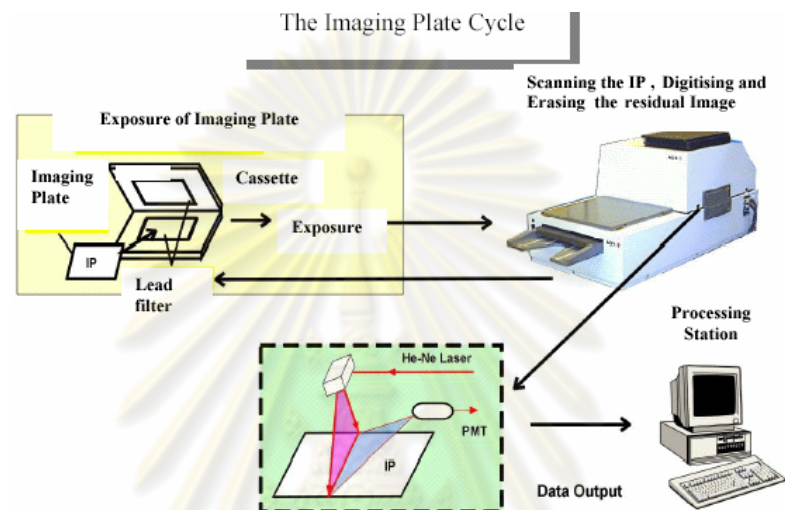 The Imaging Plate Cycle
Scanning the IP , Digitising and
Erasing the residual Image
Exposure of Imaging Plate
Imaging
Plate
Cassette
Exposure
IP
Lead
filter
Processing
Station
He-Ne Laser
PMT
IP
Data Output